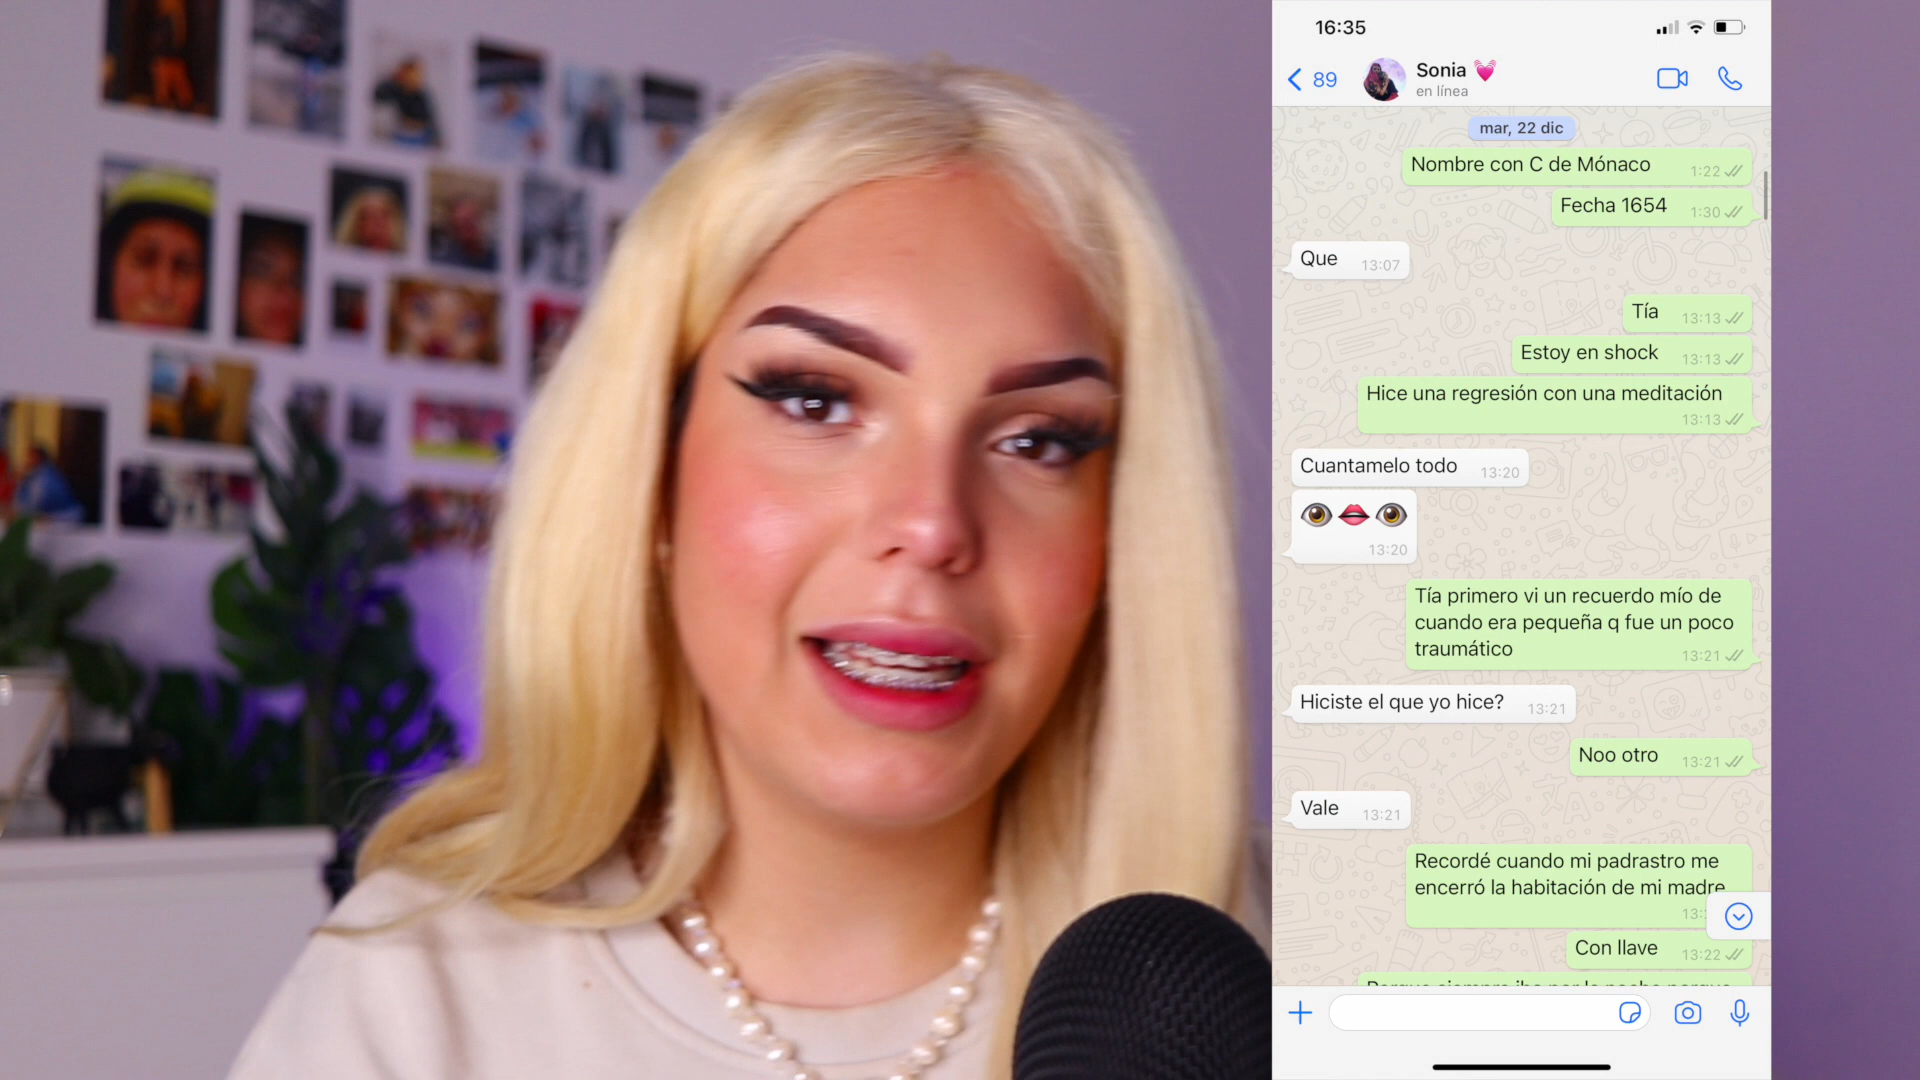 16:35
89
Sonia
en línea
mar, 22 dic
Nombre con C de Mónaco 1:22
Fecha 1654 1:30
Que 13:07
Tía 13:13
Estoy en shock 13:13
Hice una regresión con una meditación
13:13
Cuantamelo todo 13:20
13:20
Tía primero vi un recuerdo mío de
cuando era pequeña q fue un poco
traumático 13:21
Hiciste el que yo hice? 13:21
Noo otro 13:21
Vale 13:21
Recordé cuando mi padrastro me
encerró la habitación de mi madre
Con llave 13:22